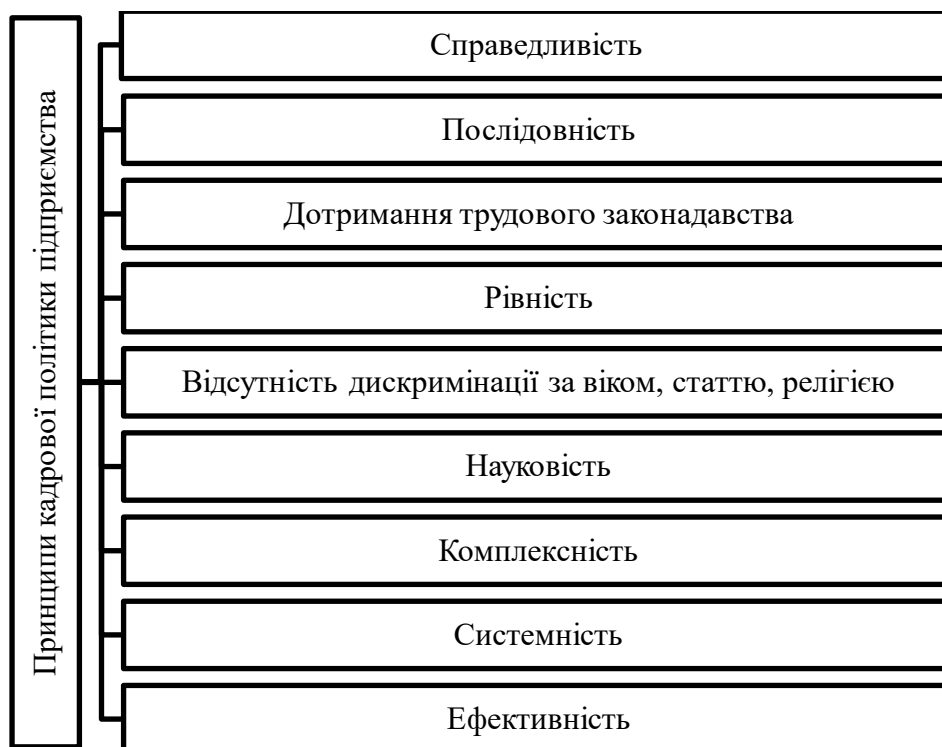 Принципи кадрової політики підприємства
Справедливість
Послідовність
Дотримання трудового законадавства
Рівність
Відсутність дискримінації за віком, статтю, релігією
Науковість
Комплексність
Системність
Ефективність